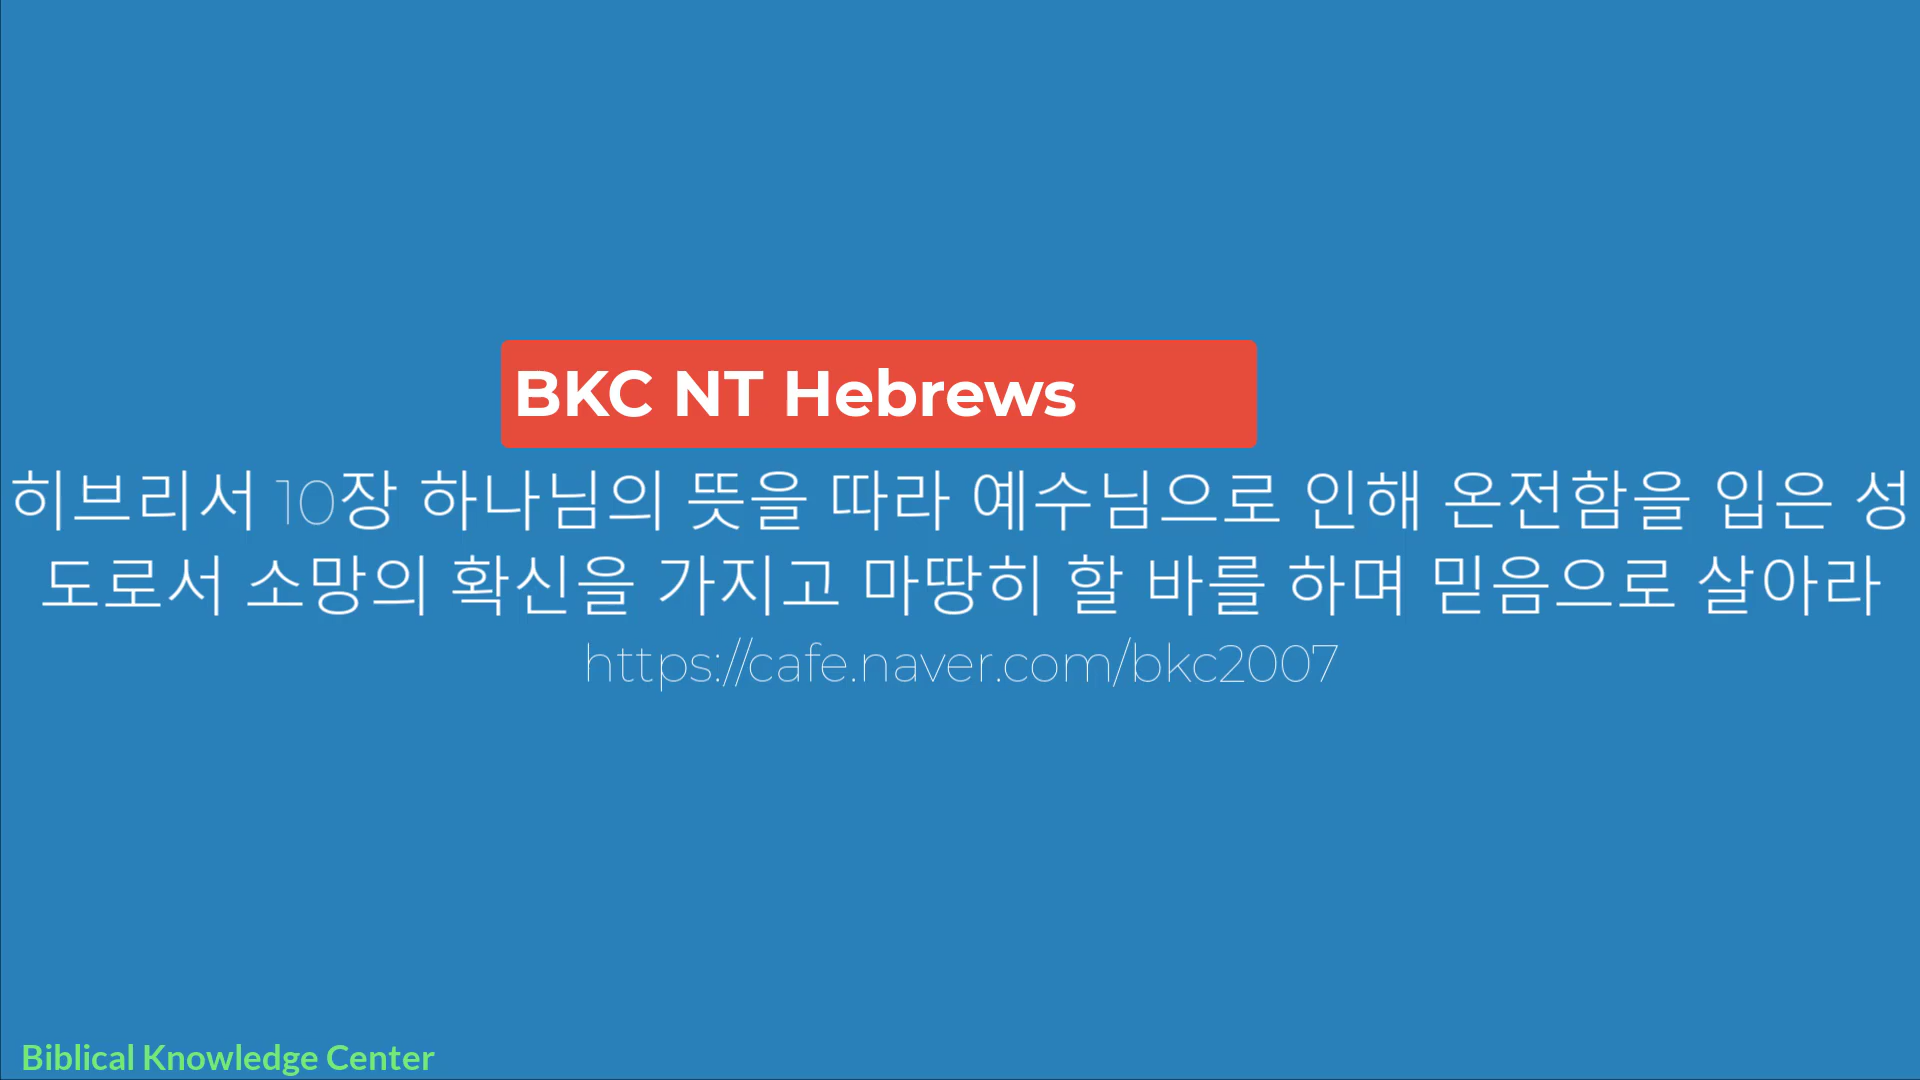 BKC NT Hebrews
히브리서 10장 하나님의 뜻을 따라 예수님으로 인해 온전함을 입은 성
도로서 소망의 확신을 가지고 마땅히 할 바를 하며 믿음으로 살아라
https://cafe.naver.com/bkc2007
Biblical Knowledge Center